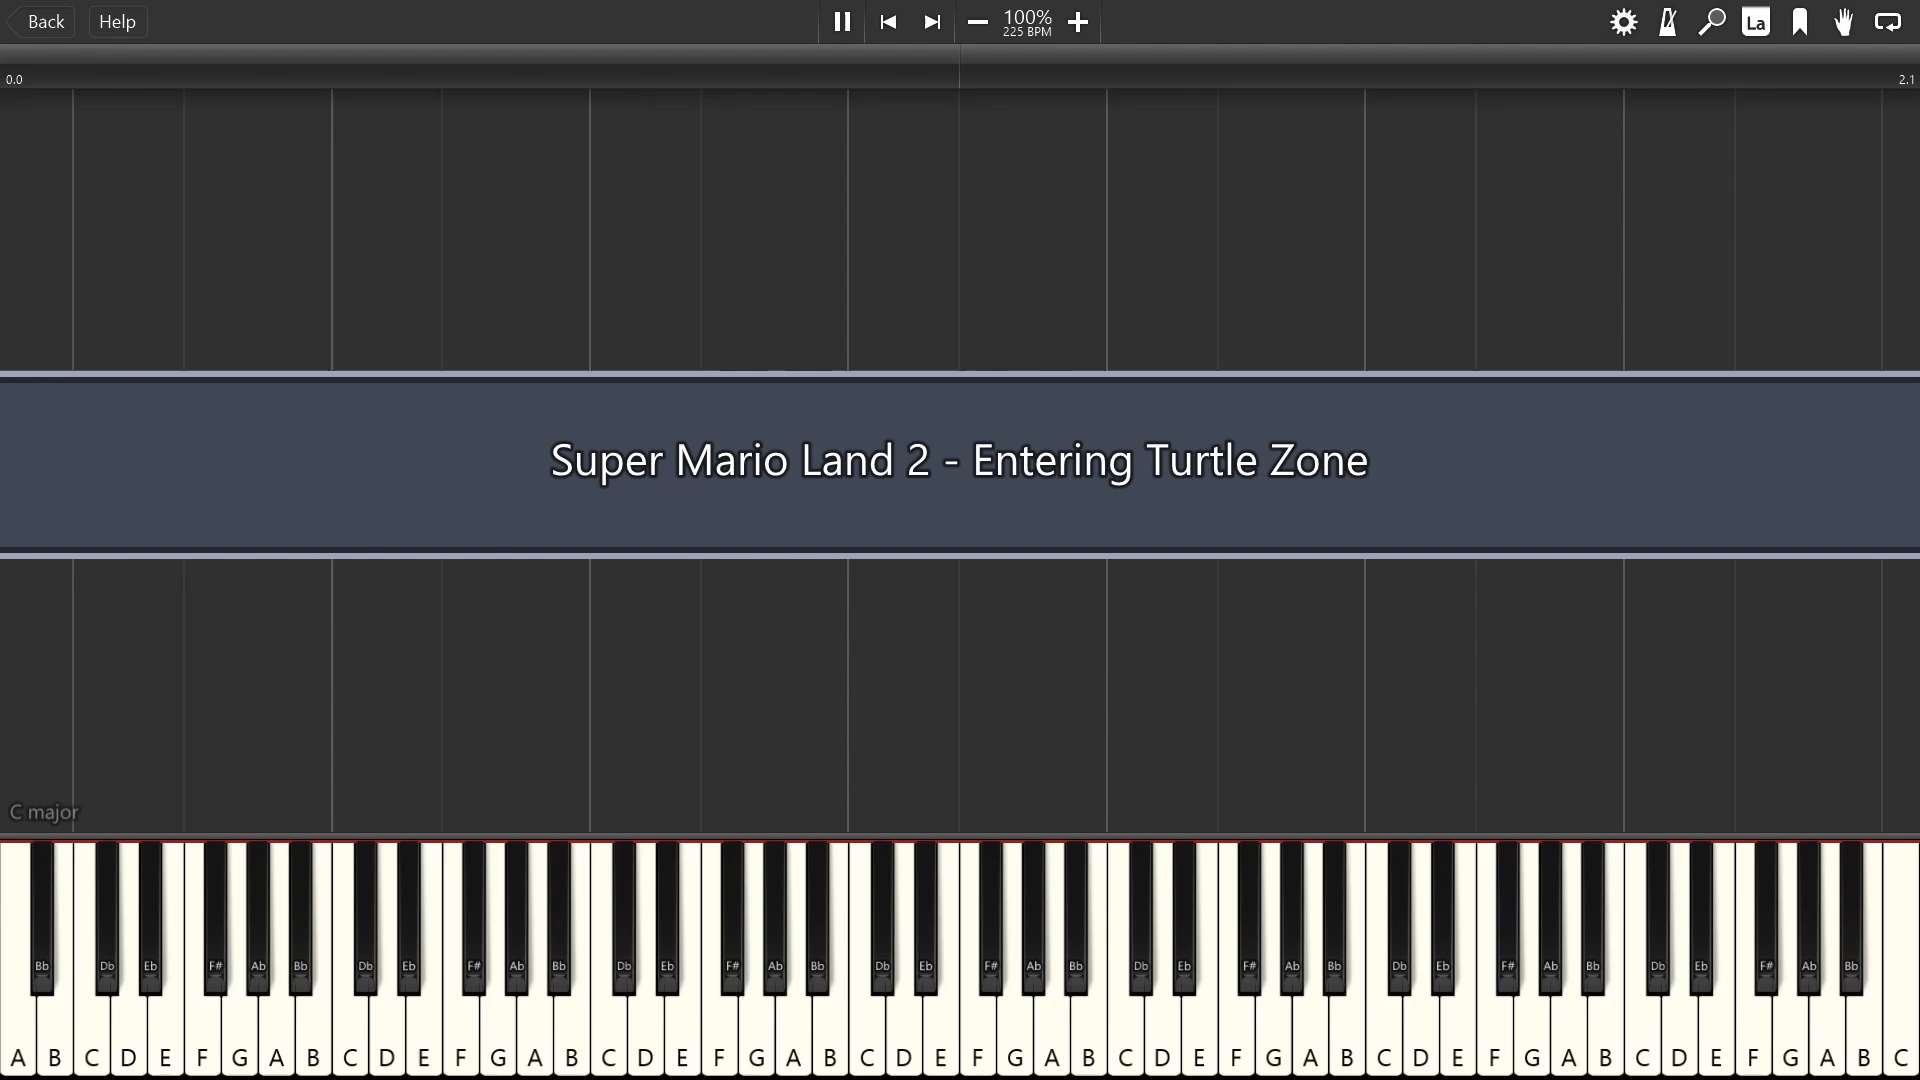 Back Help 100% La
225 BPM
0.0 2.1
Super Mario Land 2 - Entering Turtle Zone
C major
Bb Db Eb F# Ab Bb Db Eb F# Ab Bb Db Eb F# Ab Bb Db Eb F# Ab Bb Db Eb F# Ab Bb Db Eb F# Ab Bb Db Eb F# Ab Bb
A B C D E F G A B C D E F G A B C D E F G A B C D E F G A B C D E F G A B C D E F G A B C D E F G A B C